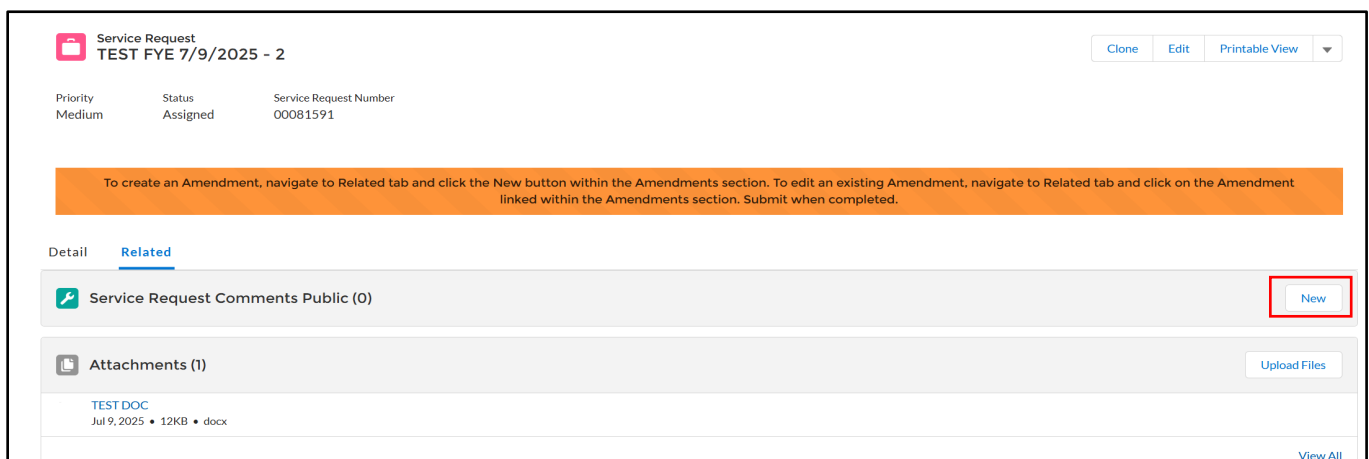 Service Request
TEST FYE 7/9/2025 - 2
Clone Edit Printable View
Priority Status Service Request Number
Medium Assigned 00081591
To create an Amendment, navigate to Related tab and click the New button within the Amendments section. To edit an existing Amendment, navigate to Related tab and click on the Amendment
linked within the Amendments section. Submit when completed.
Detail Related
Service Request Comments Public (0)
New
Attachments (1)
Upload Files
TEST DOC
Jul 9, 2025 • 12KB • docx
View All